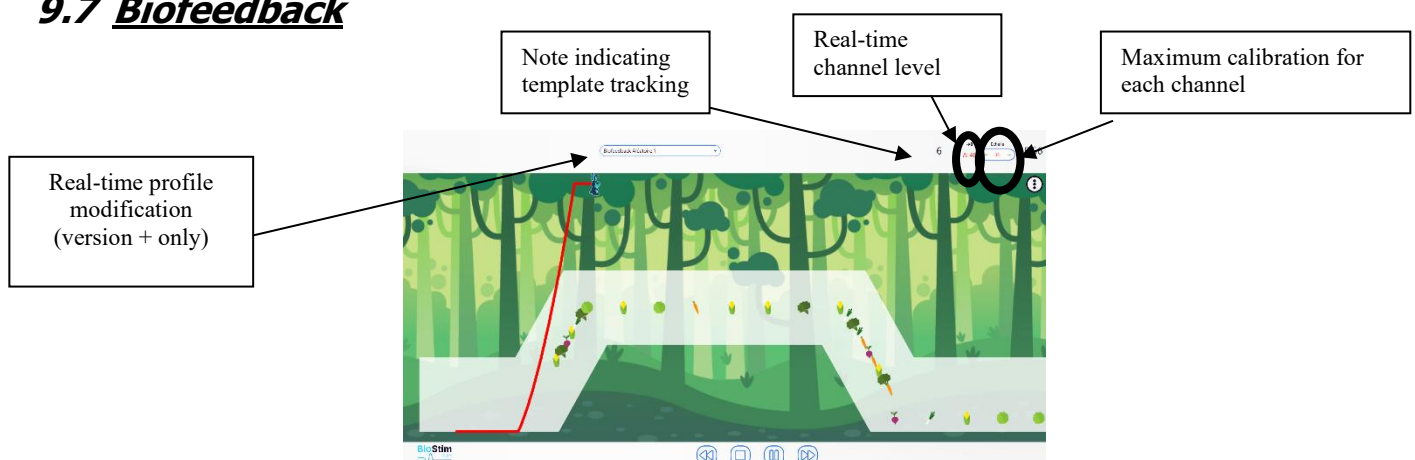 9.7 Biofeedback
Note indicating
template tracking
Real-time
channel level
Maximum calibration for
each channel
Real-time profile
modification
(version + only)
6
BioStim